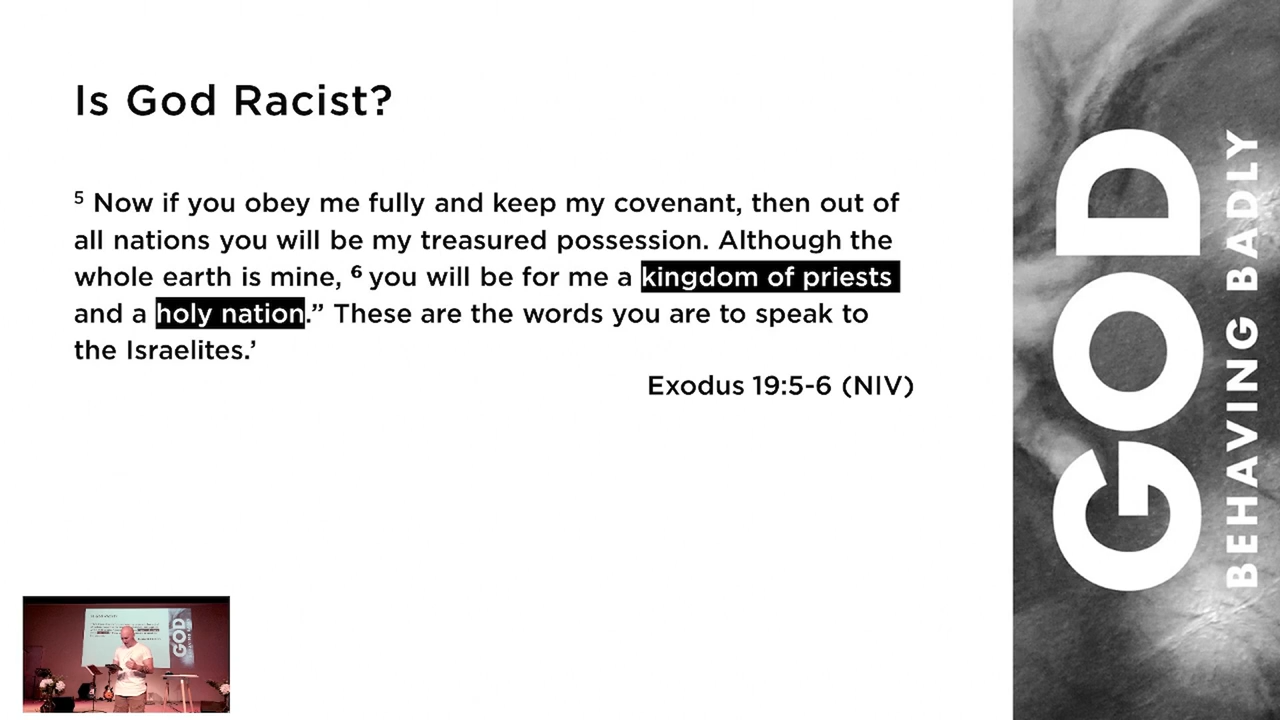 Is God Racist?
5 Now if you obey me fully and keep my covenant, then out of
all nations you will be my treasured possession. Although the
whole earth is mine, 6 you will be for me a kingdom of priests
and a holy nation.” These are the words you are to speak to
the Israelites.’
Exodus 19:5-6 (NIV)
GOD
BEHAVING BADLY
GOD